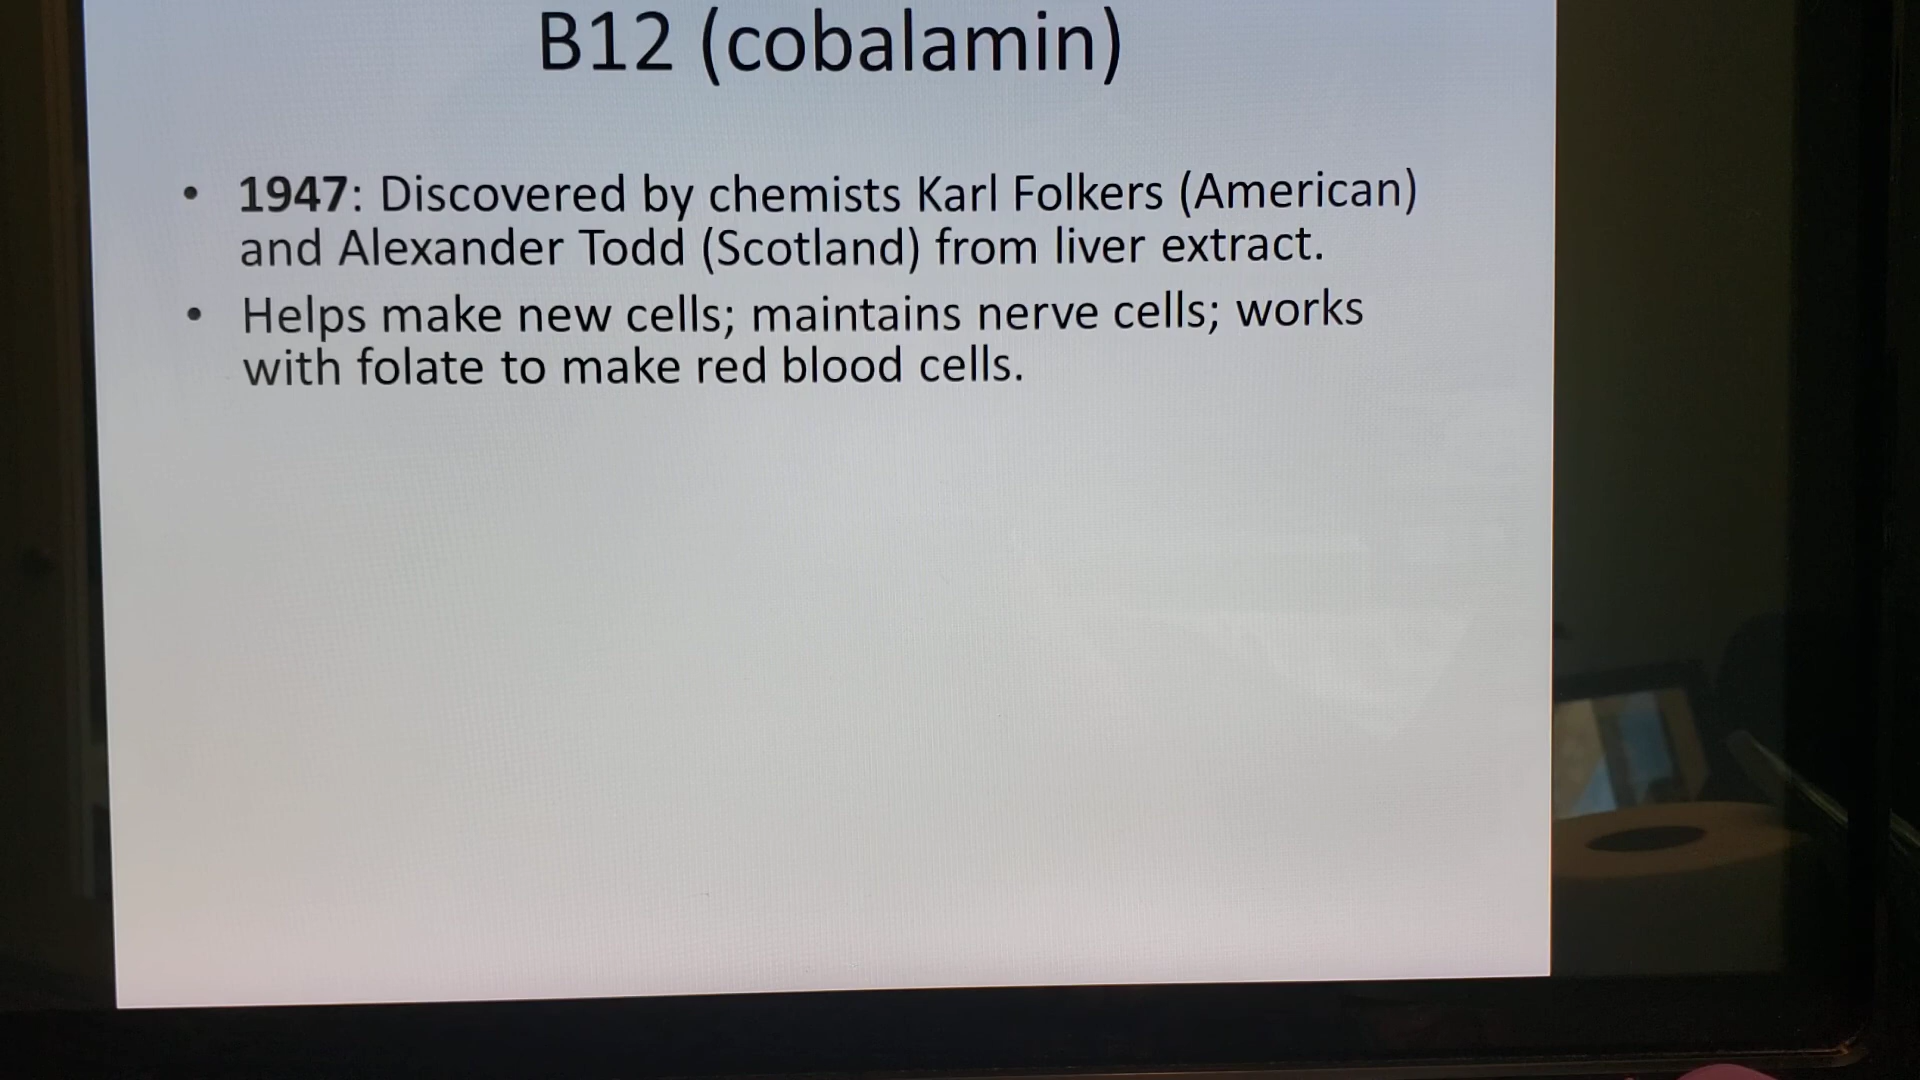 B12 (cobalamin)
• 1947: Discovered by chemists Karl Folkers (American)
and Alexander Todd (Scotland) from liver extract.
• Helps make new cells; maintains nerve cells; works
with folate to make red blood cells.